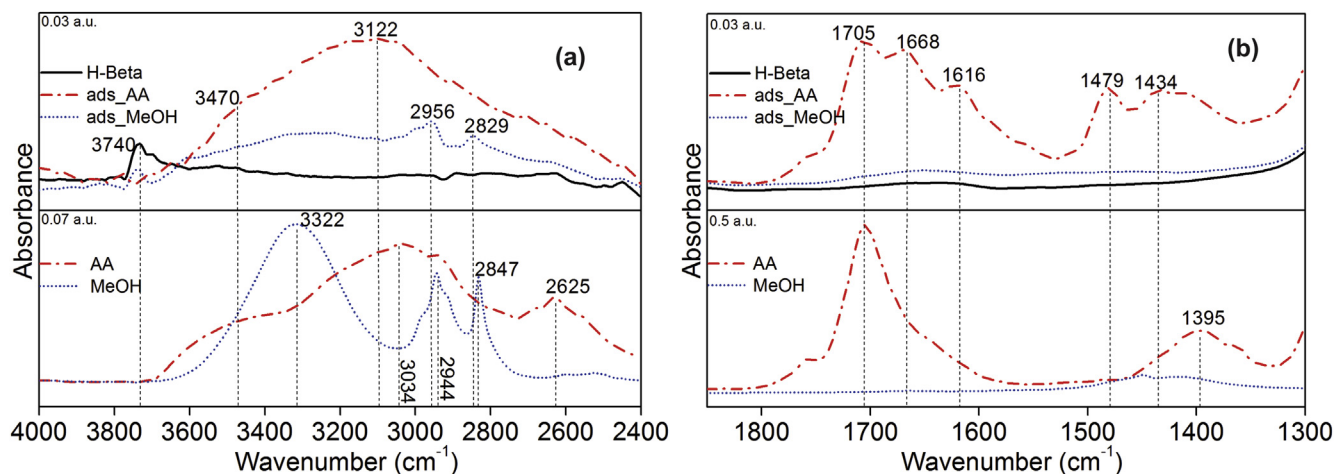 0.03 a.u.
3122
(a)
H-Beta
ads_AA
ads_MeOH
3470
2956
2829
3740
Absorbance
0.07 a.u.
3322
AA
MeOH
2847
2625
3034
2944
Absorbance
4000 3800 3600 3400 3200 3000 2800 2600 2400
Wavenumber (cm-1)
0.03 a.u.
1705
1668
(b)
1616
1479
1434
H-Beta
ads_AA
ads_MeOH
Absorbance
0.5 a.u.
AA
MeOH
1395
1800 1700 1600 1500 1400 1300
Wavenumber (cm-1)